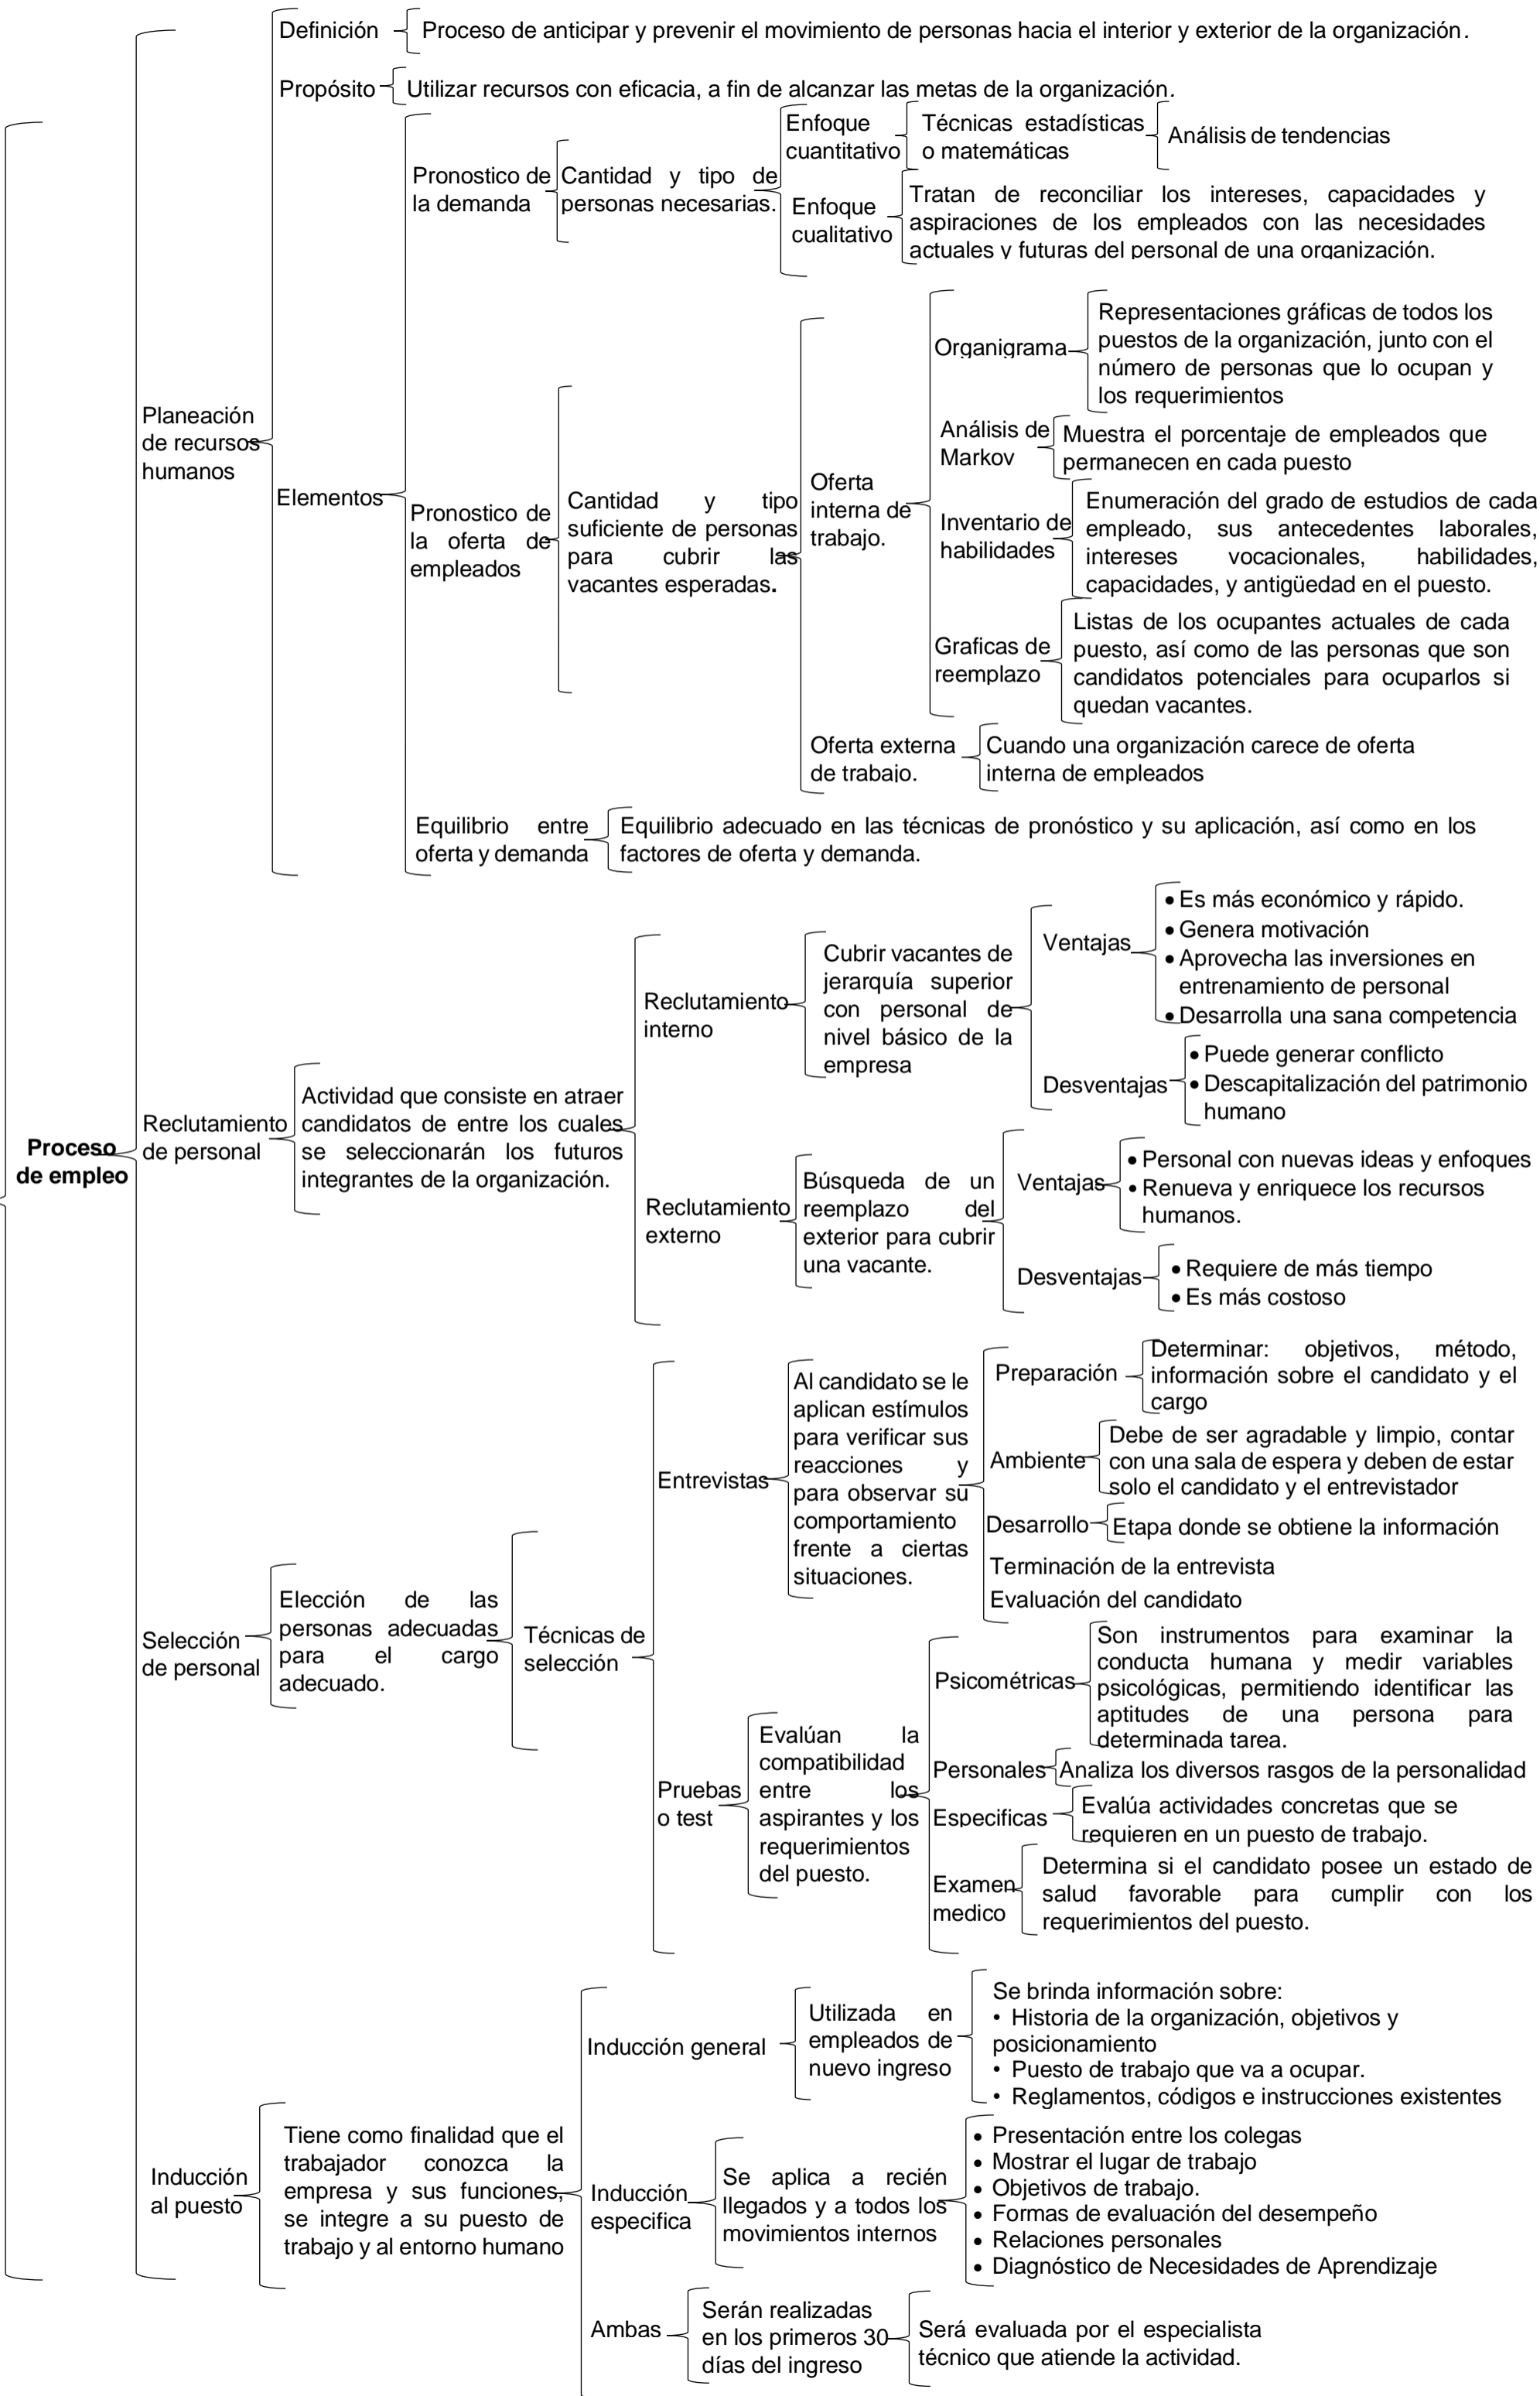 Definición
Proceso de anticipar y prevenir el movimiento de personas hacia el interior y exterior de la organización.
Propósito
Utilizar recursos con eficacia, a fin de alcanzar las metas de la organización.
Planeación
de recursos
humanos
Elementos
Pronostico de
la demanda
Cantidad y tipo de
personas necesarias.
Enfoque
cuantitativo
Técnicas estadísticas
o matemáticas
Análisis de tendencias
Enfoque
cualitativo
Tratan de reconciliar los intereses, capacidades y
aspiraciones de los empleados con las necesidades
actuales y futuras del personal de una organización.
Pronostico de
la oferta de
empleados
Cantidad y tipo
suficiente de personas
para cubrir las
vacantes esperadas.
Oferta
interna de
trabajo.
Organigrama
Representaciones gráficas de todos los
puestos de la organización, junto con el
número de personas que lo ocupan y
los requerimientos
Análisis de
Markov
Muestra el porcentaje de empleados que
permanecen en cada puesto
Inventario de
habilidades
Enumeración del grado de estudios de cada
empleado, sus antecedentes laborales,
intereses vocacionales, habilidades,
capacidades, y antigüedad en el puesto.
Graficas de
reemplazo
Listas de los ocupantes actuales de cada
puesto, así como de las personas que son
candidatos potenciales para ocuparlos si
quedan vacantes.
Oferta externa
de trabajo.
Cuando una organización carece de oferta
interna de empleados
Equilibrio entre
oferta y demanda
Equilibrio adecuado en las técnicas de pronóstico y su aplicación, así como en los
factores de oferta y demanda.
Proceso
de empleo
Reclutamiento
de personal
Actividad que consiste en atraer
candidatos de entre los cuales
se seleccionarán los futuros
integrantes de la organización.
Reclutamiento
interno
Cubrir vacantes de
jerarquía superior
con personal de
nivel básico de la
empresa
Ventajas
• Es más económico y rápido.
• Genera motivación
• Aprovecha las inversiones en
entrenamiento de personal
• Desarrolla una sana competencia
Desventajas
• Puede generar conflicto
• Descapitalización del patrimonio
humano
Reclutamiento
externo
Búsqueda de un
reemplazo del
exterior para cubrir
una vacante.
Ventajas
• Personal con nuevas ideas y enfoques
• Renueva y enriquece los recursos
humanos.
Desventajas
• Requiere de más tiempo
• Es más costoso
Selección
de personal
Elección de las
personas adecuadas
para el cargo
adecuado.
Técnicas de
selección
Entrevistas
Al candidato se le
aplican estímulos
para verificar sus
reacciones y
para observar su
comportamiento
frente a ciertas
situaciones.
Preparación
Determinar: objetivos, método,
información sobre el candidato y el
cargo
Ambiente
Debe de ser agradable y limpio, contar
con una sala de espera y deben de estar
solo el candidato y el entrevistador
Desarrollo
Etapa donde se obtiene la información
Terminación de la entrevista
Evaluación del candidato
Pruebas
o test
Evalúan la
compatibilidad
entre los
aspirantes y los
requerimientos
del puesto.
Psicométricas
Son instrumentos para examinar la
conducta humana y medir variables
psicológicas, permitiendo identificar las
aptitudes de una persona para
determinada tarea.
Personales
Analiza los diversos rasgos de la personalidad
Especificas
Evalúa actividades concretas que se
requieren en un puesto de trabajo.
Examen
medico
Determina si el candidato posee un estado de
salud favorable para cumplir con los
requerimientos del puesto.
Inducción
al puesto
Tiene como finalidad que el
trabajador conozca la
empresa y sus funciones,
se integre a su puesto de
trabajo y al entorno humano
Inducción general
Utilizada en
empleados de
nuevo ingreso
Se brinda información sobre:
• Historia de la organización, objetivos y
posicionamiento
• Puesto de trabajo que va a ocupar.
• Reglamentos, códigos e instrucciones existentes
Inducción
especifica
Se aplica a recién
llegados y a todos los
movimientos internos
• Presentación entre los colegas
• Mostrar el lugar de trabajo
• Objetivos de trabajo.
• Formas de evaluación del desempeño
• Relaciones personales
• Diagnóstico de Necesidades de Aprendizaje
Ambas
Serán realizadas
en los primeros 30
días del ingreso
Será evaluada por el especialista
técnico que atiende la actividad.